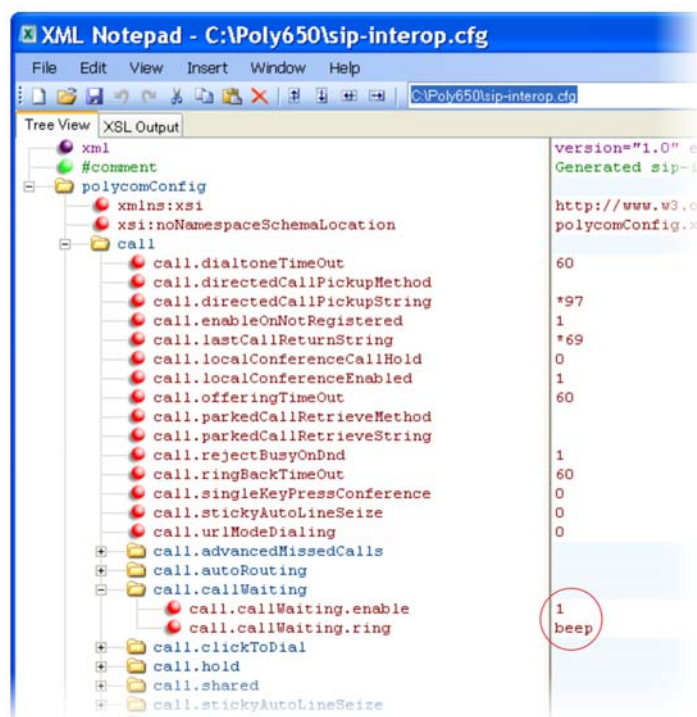 XML Notepad - C:\Poly650\sip-interop.cfg
File Edit View Insert Window Help
C:\Poly650\sip-interop.cfg
Tree View XSL Output
xml version="1.0"
#comment Generated
polycomConfig
xmlns:xsi
xsi:noNamespaceSchemaLocation
call
call.dialtoneTimeOut 60
call.directedCallPickupMethod
call.directedCallPickupString *97
call.enableOnNotRegistered 1
call.lastCallReturnString *69
call.localConferenceCallHold 0
call.localConferenceEnabled 1
call.offeringTimeOut 60
call.parkedCallRetrieveMethod
call.parkedCallRetrieveString
call.rejectBusyOnDnd 1
call.ringBackTimeOut 60
call.singleKeyPressConference 0
call.stickyAutoLineSeize 0
call.urlModeDialing 0
call.advancedMissedCalls
call.autoRouting
call.callWaiting
call.callWaiting.enable 1
call.callWaiting.ring beep
call.clickToDial
call.hold
call.shared
call.stickyAutoLineSeize